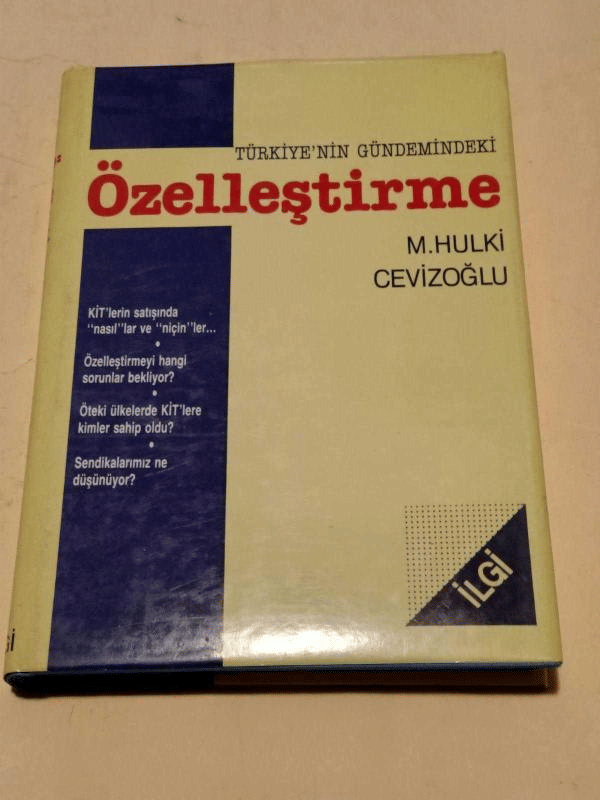 TÜRKİYE'NİN GÜNDEMİNDEKİ
Özelleştirme
M.HULKİ
CEVİZOĞLU
KİT'lerin satışında
"nasıl"lar ve "niçin"ler...
•
Özelleştirmeyi hangi
sorunlar bekliyor?
•
Öteki ülkelerde KİT'lere
kimler sahip oldu?
•
Sendikalarımız ne
düşünüyor?
İLGİ